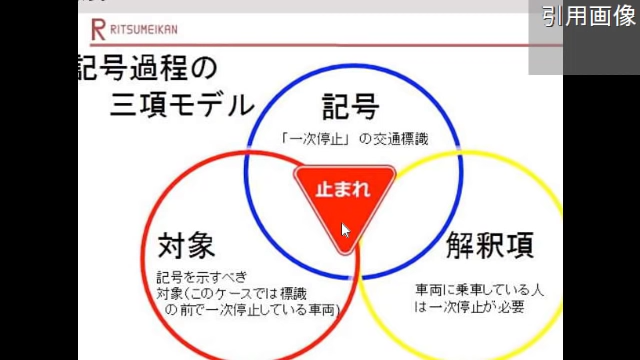 引用画像
RITSUMEIKAN
記号過程の
三項モデル
記号
「一次停止」の交通標識
止まれ
対象
記号を示すべき
対象(このケースでは標識
の前で一次停止している車両)
解釈項
車両に乗車している人
は一次停止が必要